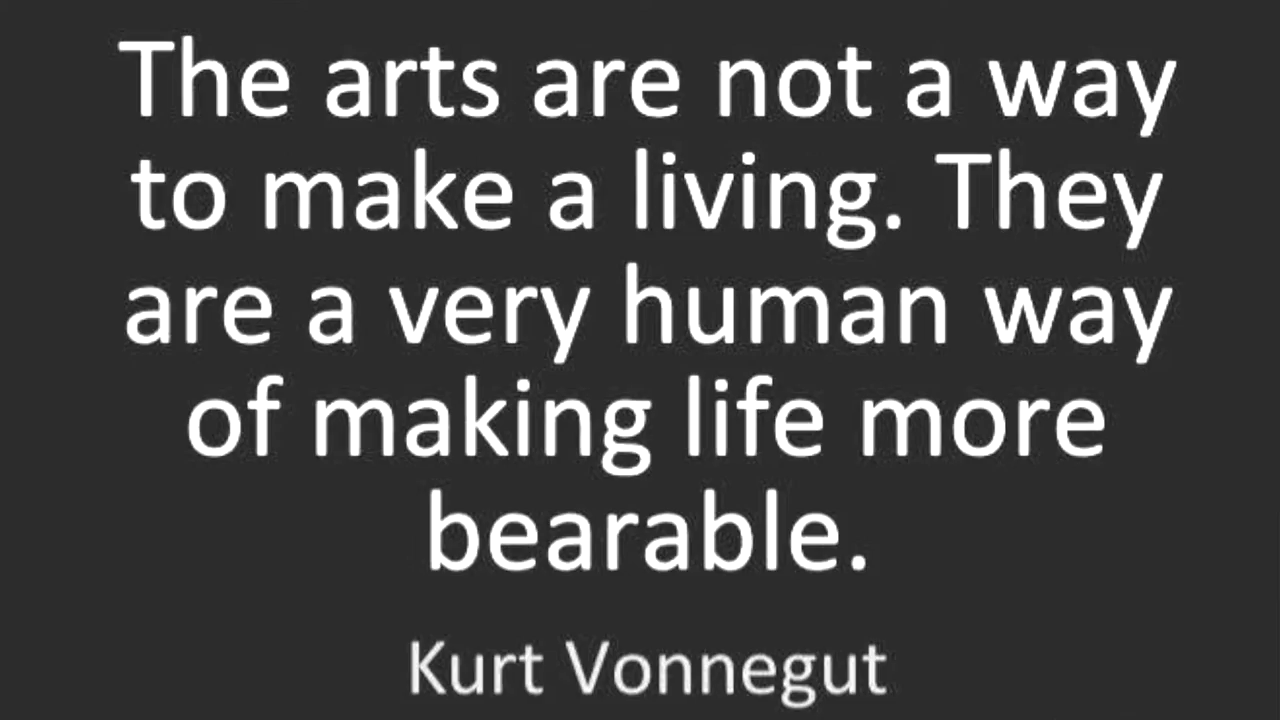 The arts are not a way
to make a living. They
are a very human way
of making life more
bearable.
Kurt Vonnegut